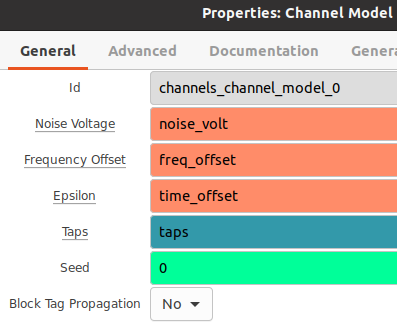 Properties: Channel Model
General Advanced Documentation Genera
Id channels_channel_model_0
Noise Voltage noise_volt
Frequency Offset freq_offset
Epsilon time_offset
Taps taps
Seed 0
Block Tag Propagation No